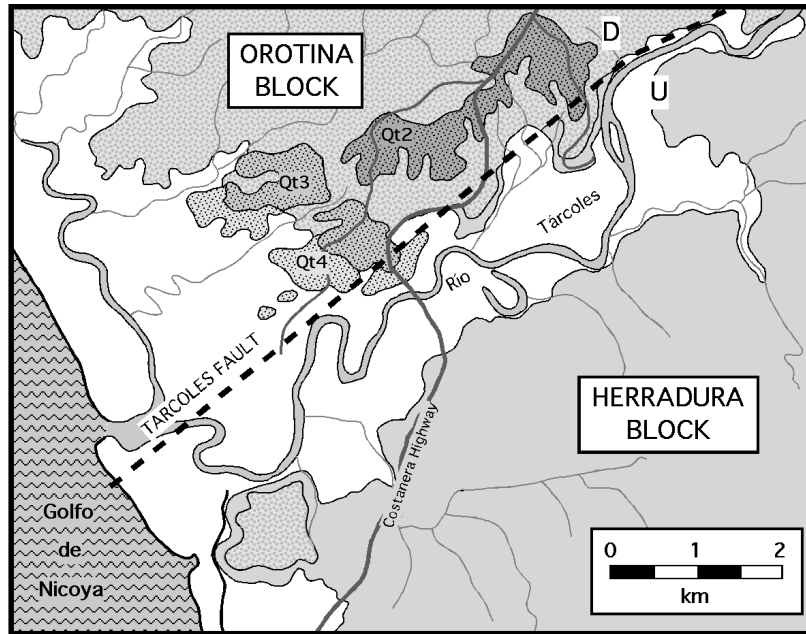 OROTINA
BLOCK
D
U
Qt2
Qt3
Qt4
Tárcoles
Río
TÁRCOLES FAULT
HERRADURA
BLOCK
Costanera Highway
Golfo
de
Nicoya
0 1 2
km